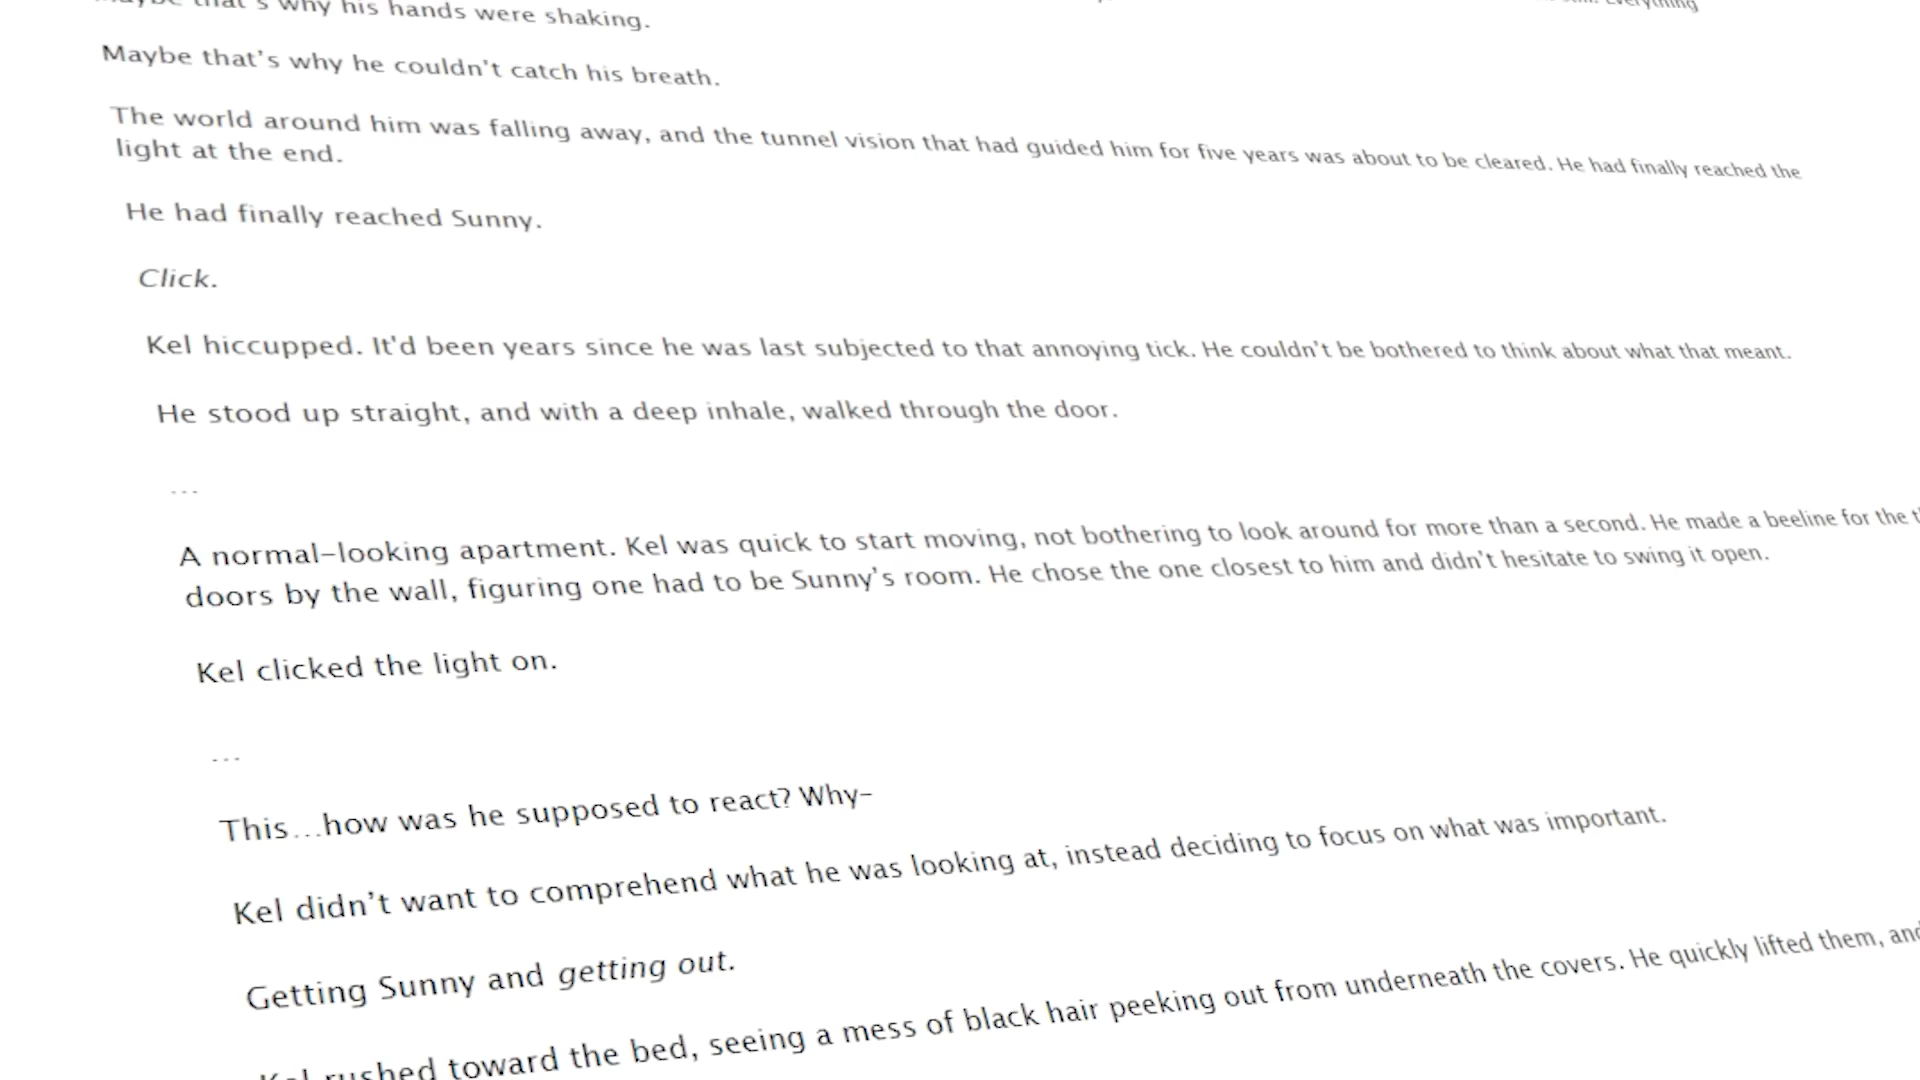 that's why his hands were shaking.
Everything
Maybe that's why he couldn't catch his breath.
The world around him was falling away, and the tunnel vision that had guided him for five years was about to be cleared. He had finally reached the
light at the end.
He had finally reached Sunny.
Click.
Kel hiccupped. It'd been years since he was last subjected to that annoying tick. He couldn't be bothered to think about what that meant.
He stood up straight, and with a deep inhale, walked through the door.
...
A normal-looking apartment. Kel was quick to start moving, not bothering to look around for more than a second. He made a beeline for the
doors by the wall, figuring one had to be Sunny's room. He chose the one closest to him and didn't hesitate to swing it open.
Kel clicked the light on.
...
This...how was he supposed to react? Why-
Kel didn't want to comprehend what he was looking at, instead deciding to focus on what was important.
Getting Sunny and getting out.
Kel rushed toward the bed, seeing a mess of black hair peeking out from underneath the covers. He quickly lifted them, and